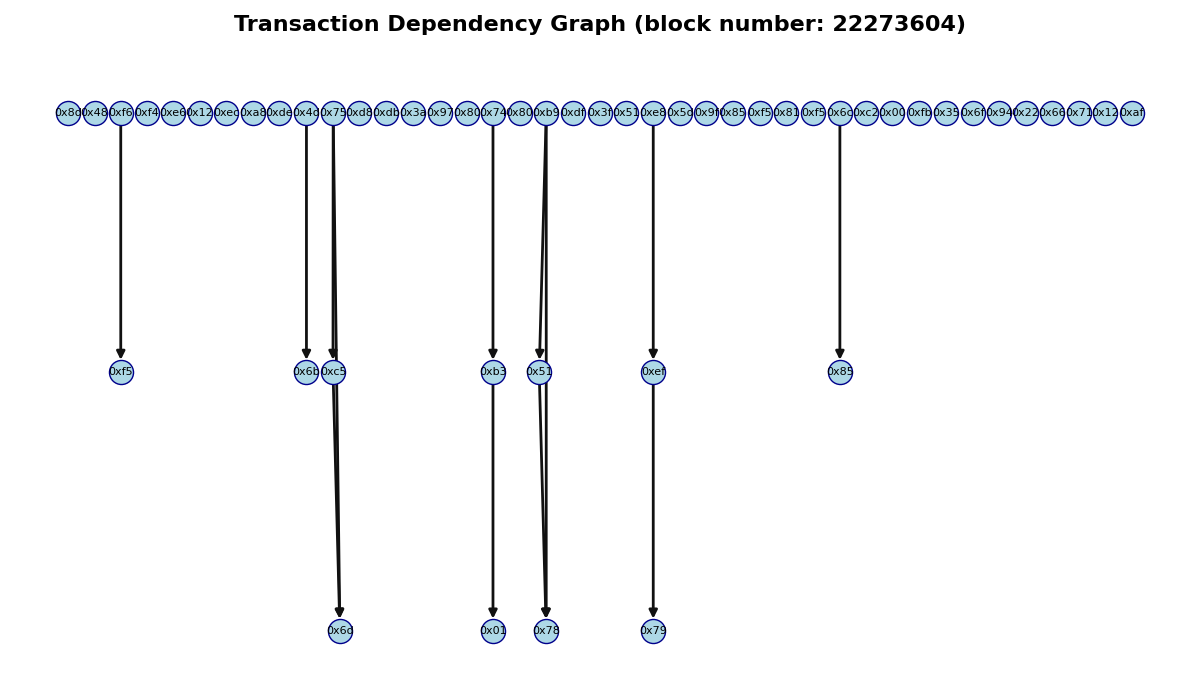 Transaction Dependency Graph (block number: 22273604)
0x8d 0x48 0xf6 0xf4 0xe6 0x12 0xec 0xa8 0xde 0x4d 0x75 0xd8 0xdb 0x3a 0x97 0x80 0x74 0x80 0xb9 0xdf 0x3f 0x51 0xe8 0x5d 0x9f 0x85 0xf5 0x81 0xf5 0x6c 0xc2 0x00 0xfb 0x35 0x6f 0x94 0x22 0x66 0x71 0x12 0xaf
0xf5 0x6b 0xc5 0xb3 0x51 0xef 0x85
0x6d 0x01 0x78 0x79